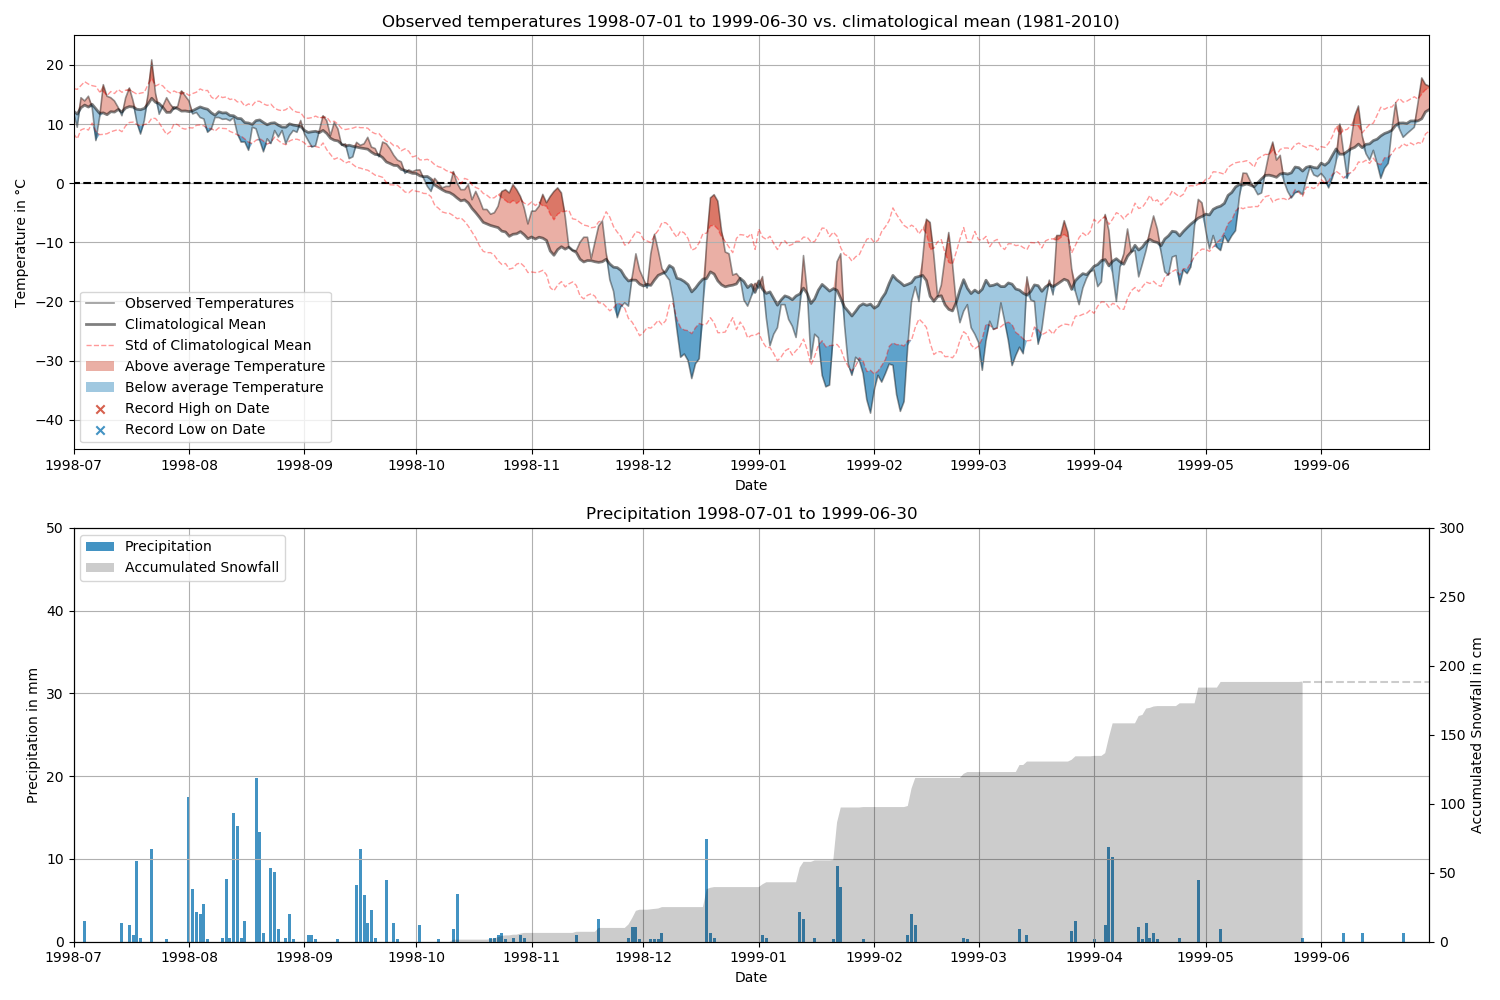 Observed temperatures 1998-07-01 to 1999-06-30 vs. climatological mean (1981-2010)
Temperature in °C
20
10
0
−10
−20
−30
−40
Observed Temperatures
Climatological Mean
Std of Climatological Mean
Above average Temperature
Below average Temperature
Record High on Date
Record Low on Date
1998-07 1998-08 1998-09 1998-10 1998-11 1998-12 1999-01 1999-02 1999-03 1999-04 1999-05 1999-06
Date
Precipitation 1998-07-01 to 1999-06-30
Precipitation in mm
50
40
30
20
10
0
Precipitation
Accumulated Snowfall
300
250
200
150
100
50
0
Accumulated Snowfall in cm
1998-07 1998-08 1998-09 1998-10 1998-11 1998-12 1999-01 1999-02 1999-03 1999-04 1999-05 1999-06
Date